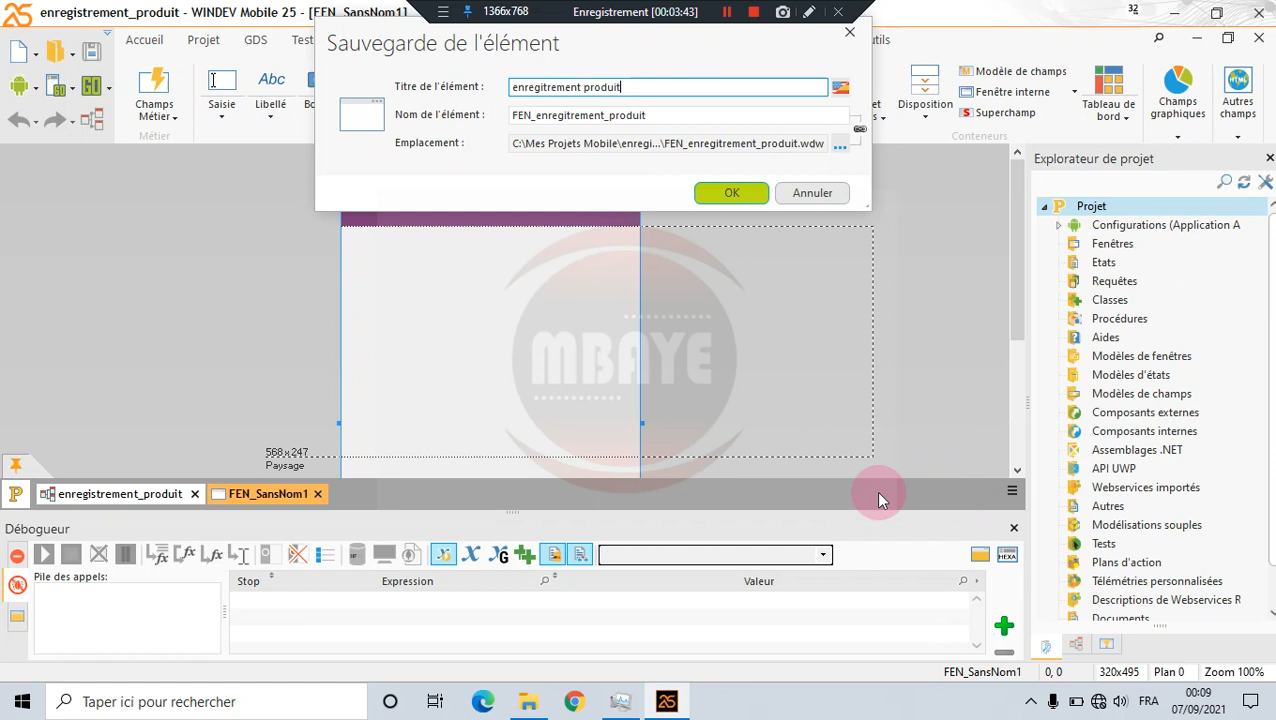 enregistrement_produit - WINDEV Mobile 25 - [FEN_SansNom1]
1366x768
Enregistrement [00:03:43]
32
Accueil
Projet
GDS
Sauvegarde de l'élément
Titre de l'élément :
enregitrement produit
Nom de l'élément :
FEN_enregitrement_produit
Emplacement :
C:\Mes Projets Mobile\enregi...\FEN_enregitrement_produit.wdw
...
OK
Annuler
Champs
Métier
Métier
Saisie
Abc
Libellé
GO
Disposition
Modèle de champs
Fenêtre interne
Superchamp
Conteneurs
Tableau de
bord
Champs
graphiques
Autres
champs
MBAYE
568x247
Paysage
enregistrement_produit
FEN_SansNom1
Explorateur de projet
Projet
Configurations (Application A
Fenêtres
Etats
Requêtes
Classes
Procédures
Aides
Modèles de fenêtres
Modèles d'états
Modèles de champs
Composants externes
Composants internes
Assemblages .NET
API UWP
Webservices importés
Autres
Modélisations souples
Tests
Plans d'action
Télémétries personnalisées
Descriptions de Webservices R
Documents
Débogueur
HEXA
Pile des appels:
Stop
Expression
Valeur
FEN_SansNom1
0, 0
320x495
Plan 0
Zoom 100%
Taper ici pour rechercher
25
FRA
00:09
07/09/2021